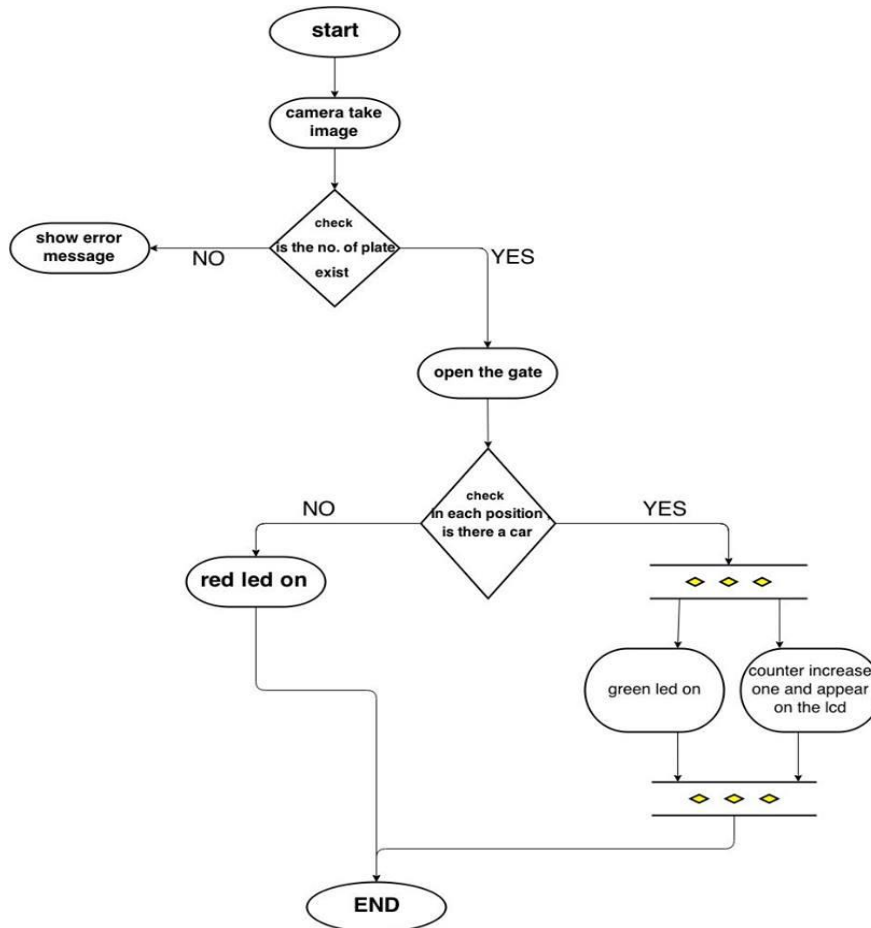 start
camera take
image
check
is the no. of plate
exist
show error
message
NO
YES
open the gate
check
in each position ,
is there a car
NO
YES
red led on
green led on
counter increase
one and appear
on the lcd
END